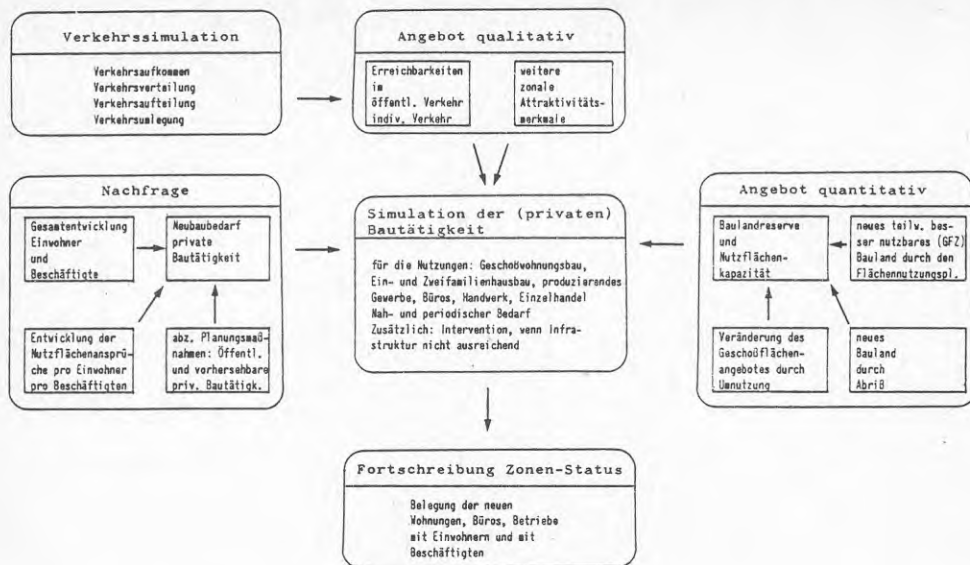 Verkehrssimulation
Verkehrsaufkommen
Verkehrsverteilung
Verkehrsaufteilung
Verkehrsumlegung
Angebot qualitativ
Erreichbarkeiten
im
öffentl. Verkehr
indiv. Verkehr
weitere
zonale
Attraktivitäts-
merkmale
Nachfrage
Gesamtentwicklung
Einwohner
und
Beschäftigte
Neubaubedarf
private
Bautätigkeit
Entwicklung der
Nutzflächenansprü-
che pro Einwohner
pro Beschäftigten
abz. Planungsmaß-
nahmen: Öffentl.
und vorhersehbare
priv. Bautätigk.
Simulation der (privaten)
Bautätigkeit
für die Nutzungen: Geschoßwohnungsbau,
Ein- und Zweifamilienhausbau, produzierendes
Gewerbe, Büros, Handwerk, Einzelhandel
Nah- und periodischer Bedarf
Zusätzlich: Intervention, wenn Infra-
struktur nicht ausreichend
Angebot quantitativ
Baulandreserve
und
Nutzflächen-
kapazität
neues teilw. bes-
ser nutzbares (GFZ)
Bauland durch den
Flächennutzungspl.
Veränderung des
Geschoßflächen-
angebotes durch
Umnutzung
neues
Bauland
durch
Abriß
Fortschreibung Zonen-Status
Belegung der neuen
Wohnungen, Büros, Betriebe
mit Einwohnern und mit
Beschäftigten